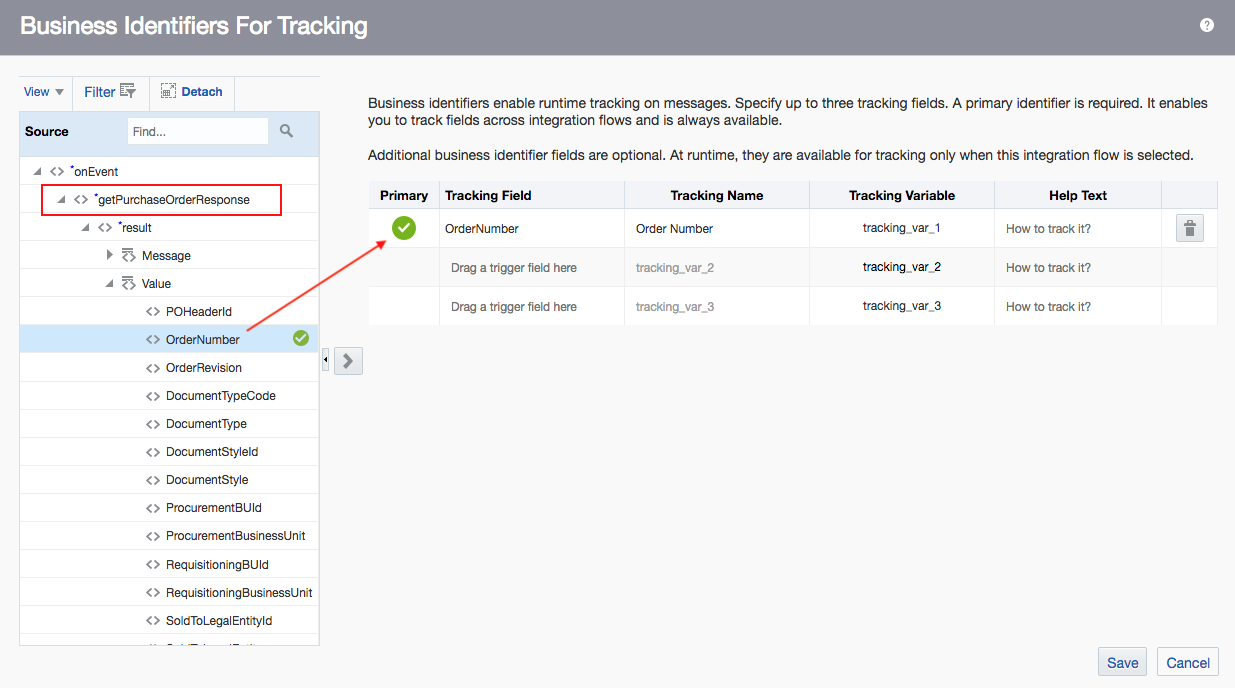 Business Identifiers For Tracking
?
View Filter Detach
Source Find...
*onEvent
*getPurchaseOrderResponse
*result
Message
Value
POHeaderId
OrderNumber
OrderRevision
DocumentTypeCode
DocumentType
DocumentStyleId
DocumentStyle
ProcurementBUId
ProcurementBusinessUnit
RequisitioningBUId
RequisitioningBusinessUnit
SoldToLegalEntityId
Business identifiers enable runtime tracking on messages. Specify up to three tracking fields. A primary identifier is required. It enables
you to track fields across integration flows and is always available.
Additional business identifier fields are optional. At runtime, they are available for tracking only when this integration flow is selected.
Primary Tracking Field Tracking Name Tracking Variable Help Text
OrderNumber Order Number tracking_var_1 How to track it?
Drag a trigger field here tracking_var_2 tracking_var_2 How to track it?
Drag a trigger field here tracking_var_3 tracking_var_3 How to track it?
Save Cancel